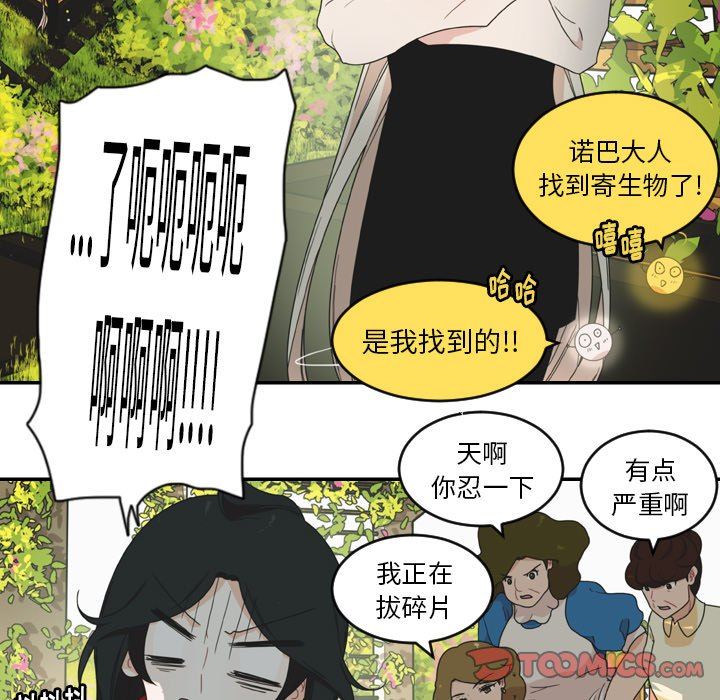 诺巴大人
找到寄生物了!
嘻嘻
哈哈
是我找到的!!
...了呃呃呃呃
啊啊啊!!!!
天啊
你忍一下
有点
严重啊
我正在
拔碎片
TOOMICS.COM